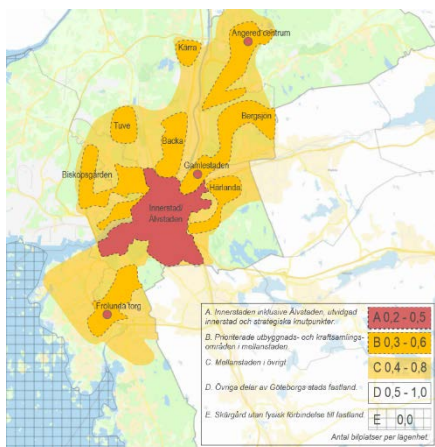 Angered centrum
Kärra
Bergsjön
Tuve
Backa
Gamlestaden
Biskopsgården
Härlanda
Innerstad/
Älvstaden
Frölunda torg
A. Innerstaden inklusive Älvstaden, utvidgad
innerstad och strategiska knutpunkter.
A 0,2 - 0,5
B. Prioriterade utbyggnads- och kraftsamlings-
områden i mellanstaden.
B 0,3 - 0,6
C. Mellanstaden i övrigt
C 0,4 - 0,8
D. Övriga delar av Göteborgs stads fastland.
D 0,5 - 1,0
E. Skärgård utan fysisk förbindelse till fastland
E 0,0
Antal bilplatser per lägenhet.